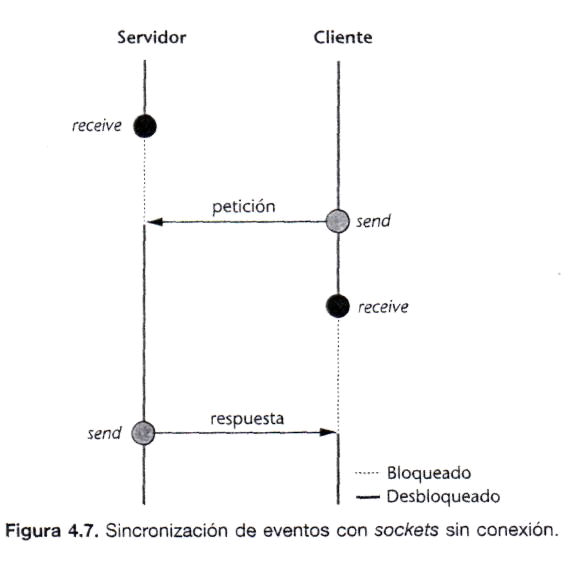 Servidor
Cliente
receive
petición
send
receive
respuesta
send
Bloqueado
Desbloqueado
Figura 4.7. Sincronización de eventos con sockets sin conexión.